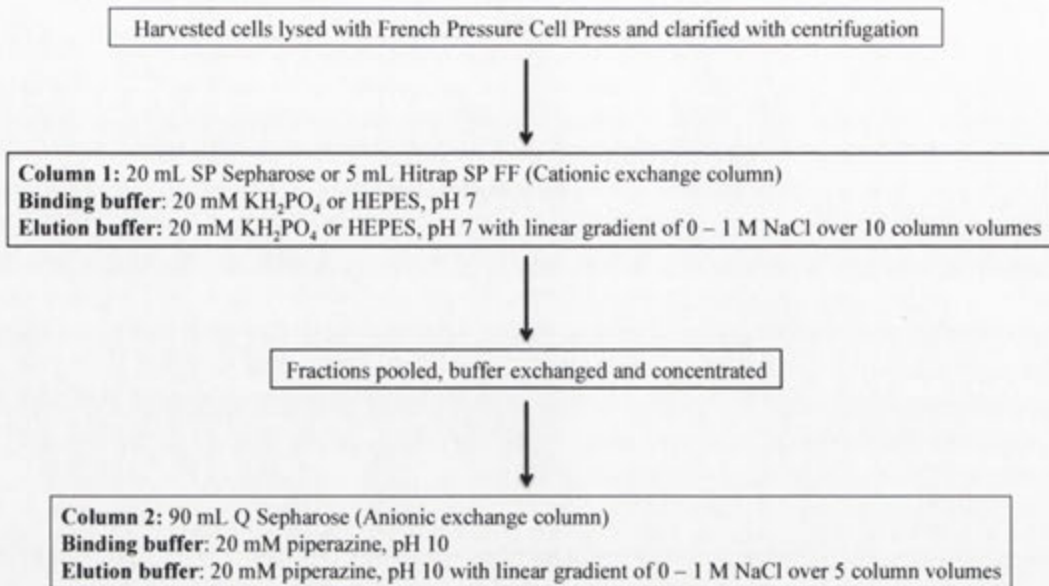 Harvested cells lysed with French Pressure Cell Press and clarified with centrifugation
Column 1: 20 mL SP Sepharose or 5 mL Hitrap SP FF (Cationic exchange column)
Binding buffer: 20 mM KH₂PO₄ or HEPES, pH 7
Elution buffer: 20 mM KH₂PO₄ or HEPES, pH 7 with linear gradient of 0 – 1 M NaCl over 10 column volumes
Fractions pooled, buffer exchanged and concentrated
Column 2: 90 mL Q Sepharose (Anionic exchange column)
Binding buffer: 20 mM piperazine, pH 10
Elution buffer: 20 mM piperazine, pH 10 with linear gradient of 0 – 1 M NaCl over 5 column volumes